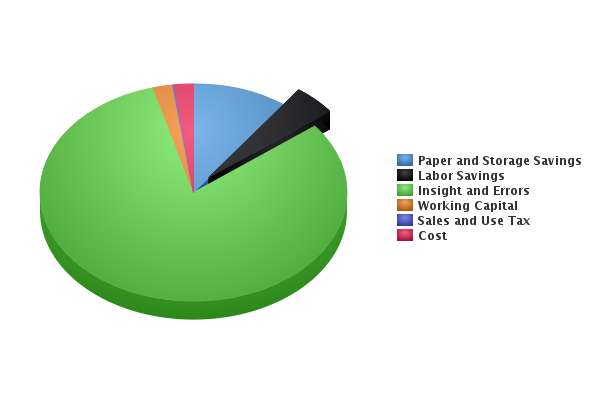 Paper and Storage Savings
Labor Savings
Insight and Errors
Working Capital
Sales and Use Tax
Cost